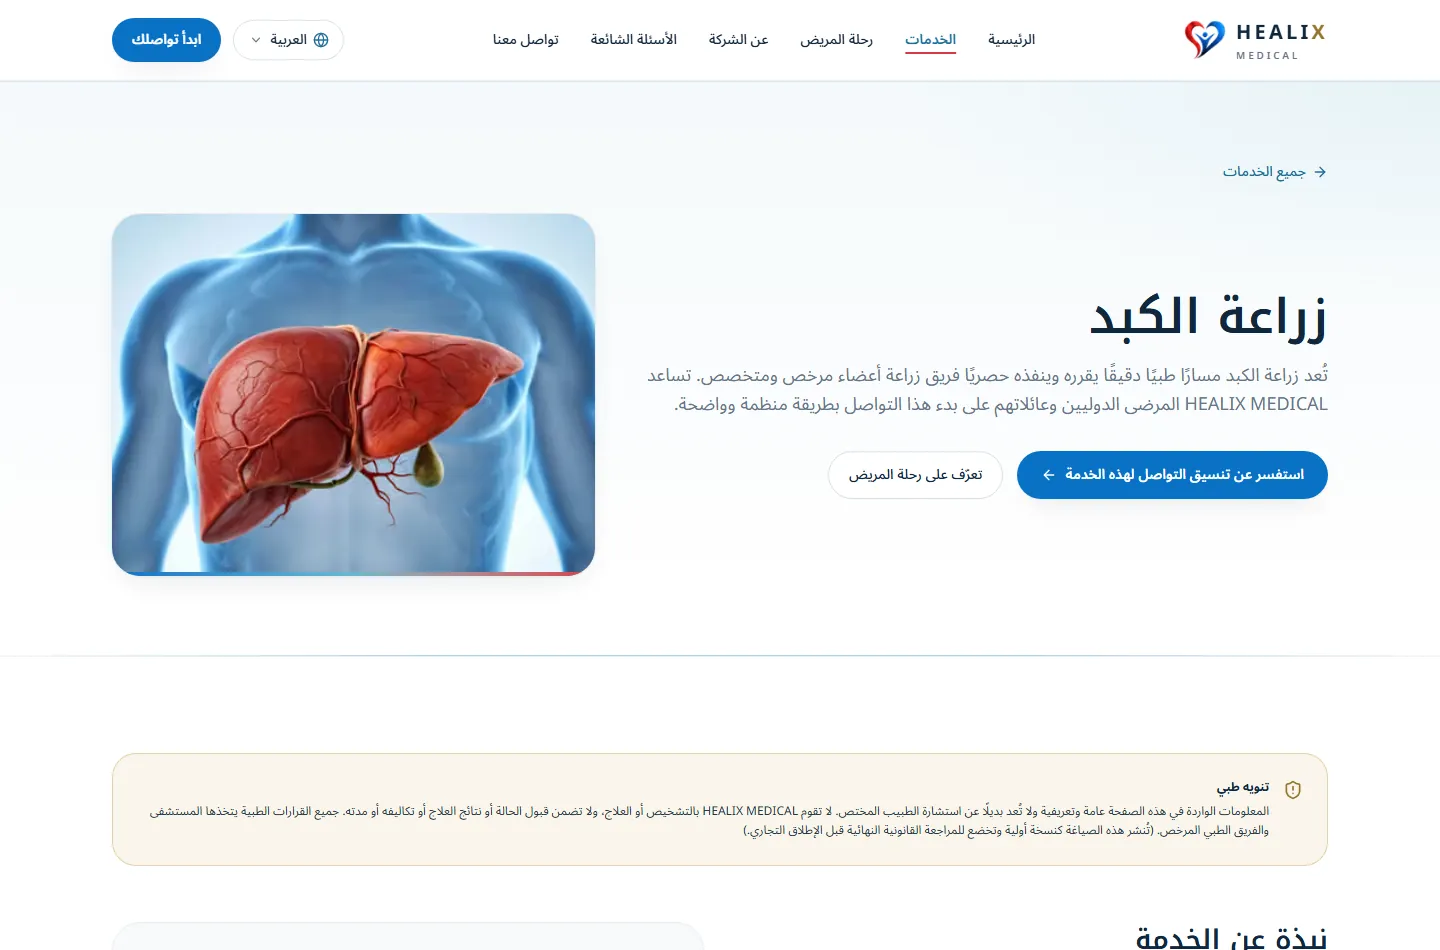 HEALIX
MEDICAL
الرئيسية
الخدمات
رحلة المريض
عن الشركة
الأسئلة الشائعة
تواصل معنا
العربية
ابدأ تواصلك
جميع الخدمات
زراعة الكبد
تُعد زراعة الكبد مسارًا طبيًا دقيقًا يقرره وينفذه حصريًا فريق زراعة أعضاء مرخص ومتخصص. تساعد
HEALIX MEDICAL المرضى الدوليين وعائلاتهم على بدء هذا التواصل بطريقة منظمة وواضحة.
استفسر عن تنسيق التواصل لهذه الخدمة
تعرّف على رحلة المريض
تنويه طبي
المعلومات الواردة في هذه الصفحة عامة وتعريفية ولا تُعد بديلًا عن استشارة الطبيب المختص. لا تقوم HEALIX MEDICAL بالتشخيص أو العلاج، ولا تضمن قبول الحالة أو نتائج العلاج أو تكاليفه أو مدته. جميع القرارات الطبية يتخذها المستشفى
والفريق الطبي المرخص. (تُنشر هذه الصياغة كنسخة أولية وتخضع للمراجعة القانونية النهائية قبل الإطلاق التجاري.)
نبذة عن الخدمة